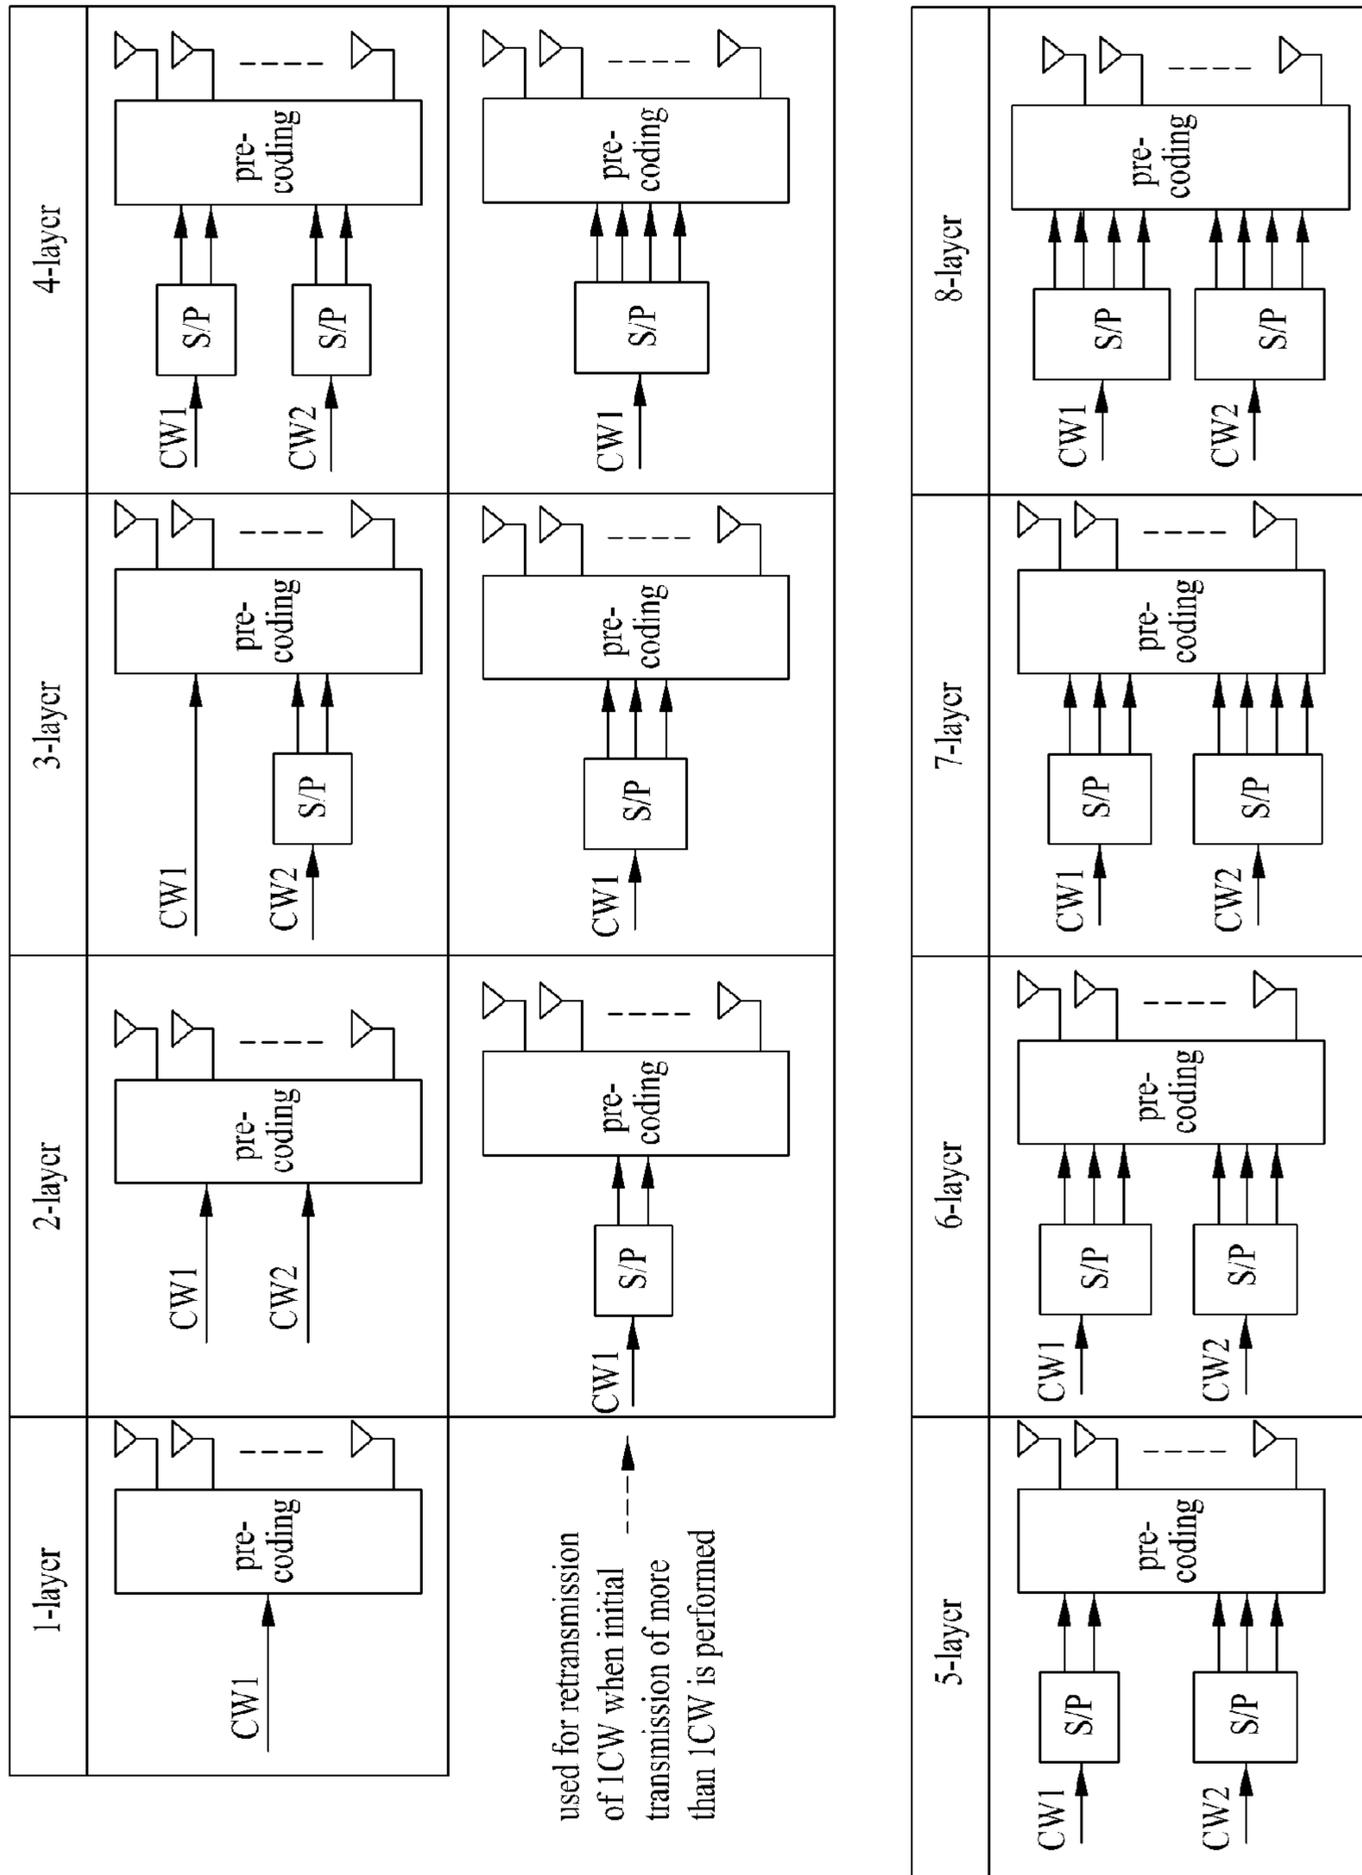 1-layer
2-layer
3-layer
4-layer
CW1
pre-
coding
CW1
CW2
pre-
coding
CW1
CW2
S/P
pre-
coding
CW1
CW2
S/P
S/P
pre-
coding
used for retransmission
of 1CW when initial
transmission of more
than 1CW is performed
CW1
S/P
pre-
coding
CW1
S/P
pre-
coding
CW1
S/P
pre-
coding
5-layer
6-layer
7-layer
8-layer
CW1
CW2
S/P
S/P
pre-
coding
CW1
CW2
S/P
S/P
pre-
coding
CW1
CW2
S/P
S/P
pre-
coding
CW1
CW2
S/P
S/P
pre-
coding